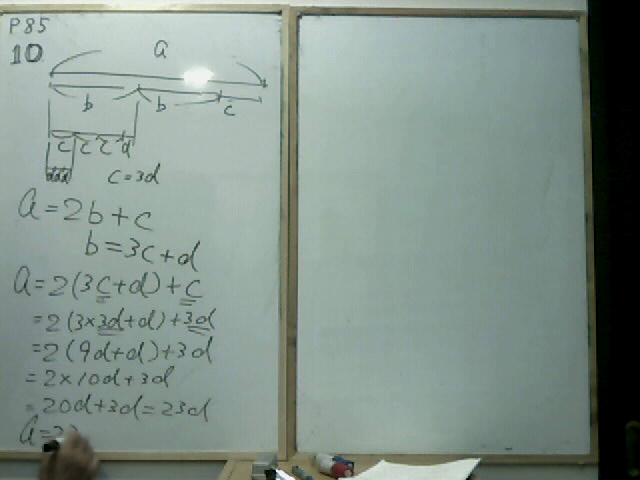 P85
10
a
b b c
c c c d
ddd c=3d
a=2b+c
b=3c+d
a=2(3c+d)+c
=2(3×3d+d)+3d
=2(9d+d)+3d
=2×10d+3d
=20d+3d=23d
a=2